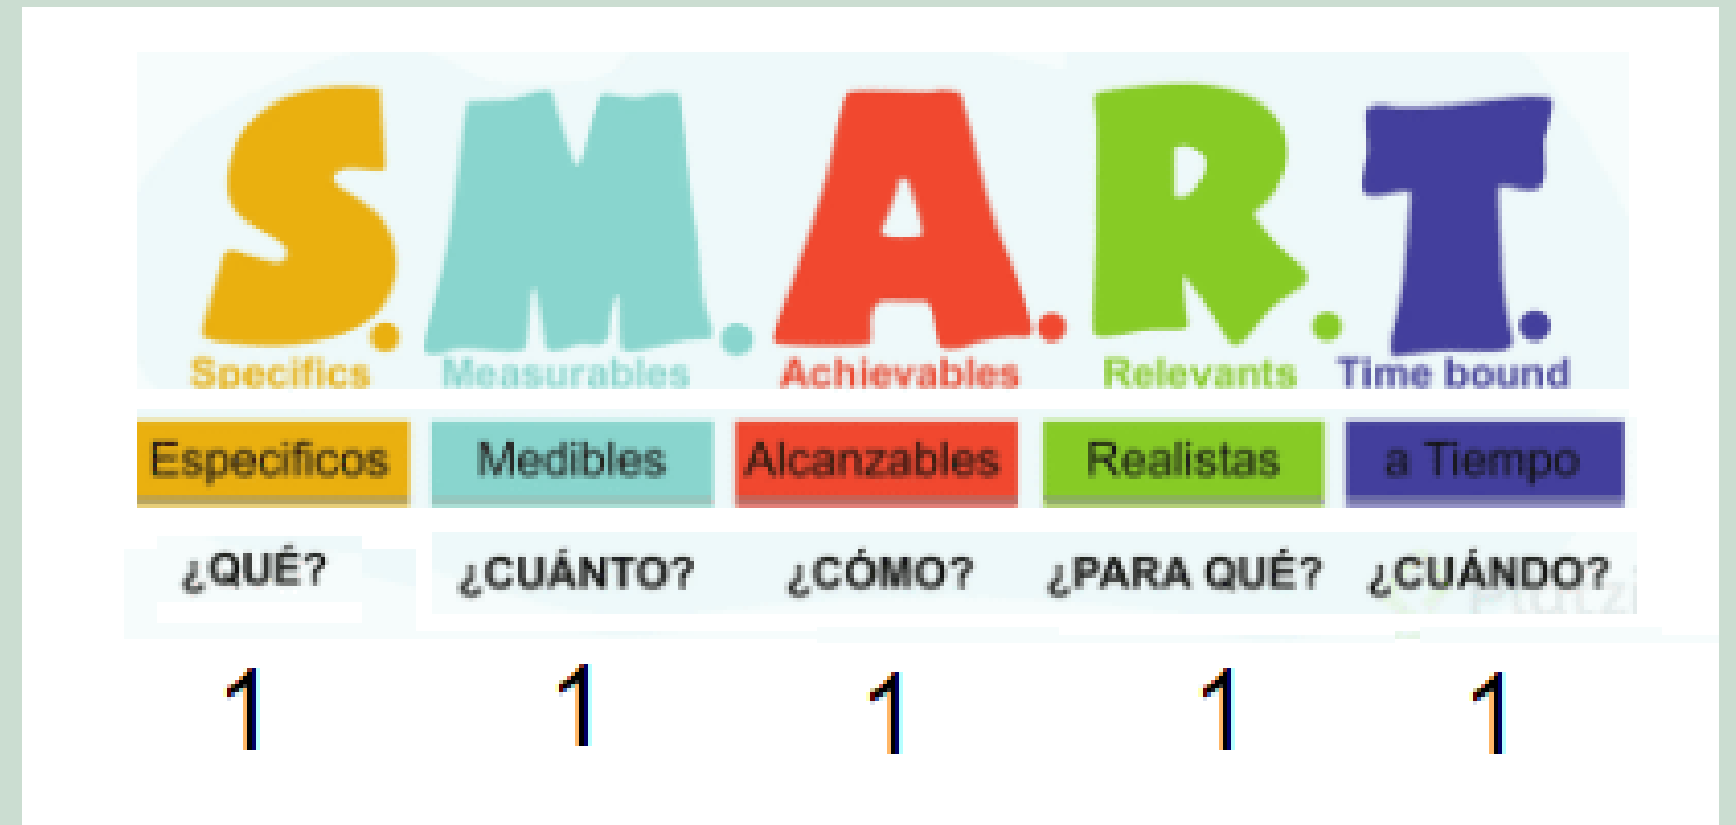 S. M. A. R. T.
Specifics Measurables Achievables Relevants Time bound
Especificos Medibles Alcanzables Realistas a Tiempo
¿QUÉ? ¿CUÁNTO? ¿CÓMO? ¿PARA QUÉ? ¿CUÁNDO?
Platzi
1 1 1 1 1